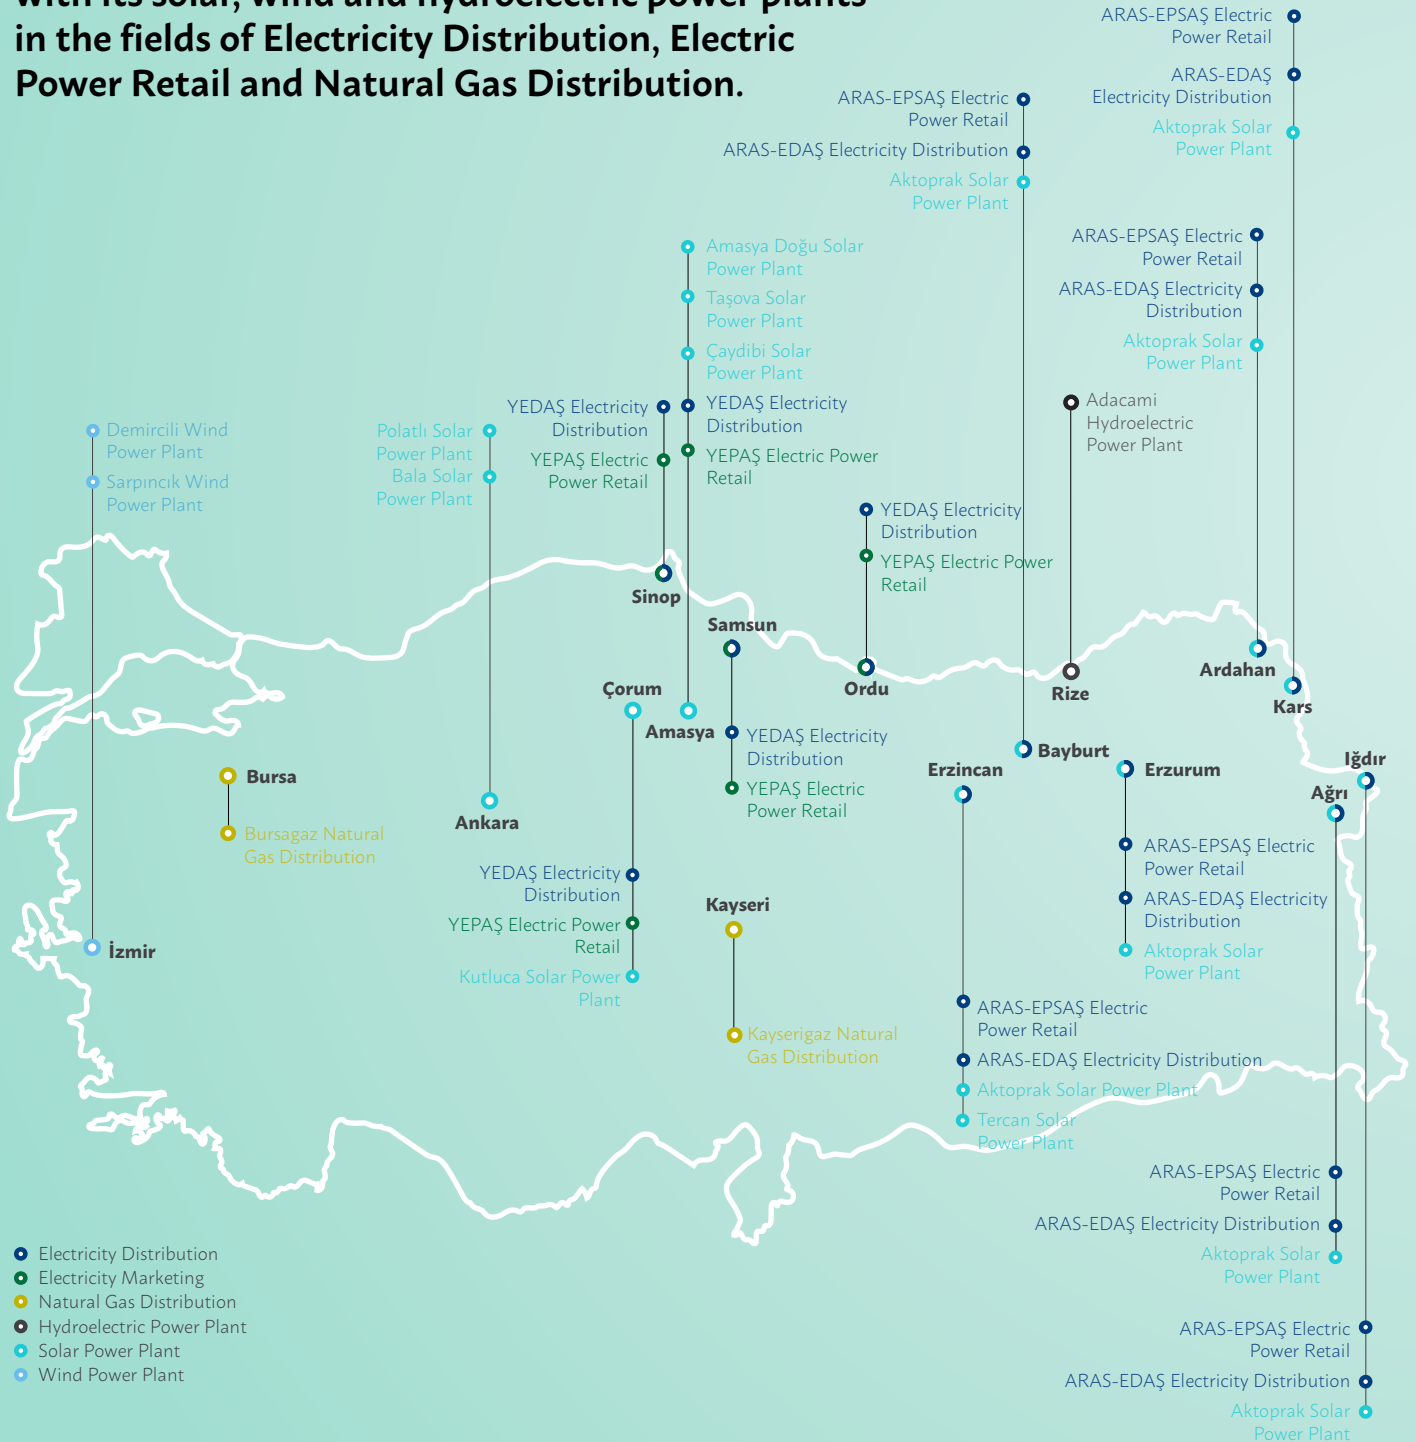 with its solar, wind and hydroelectric power plants
in the fields of Electricity Distribution, Electric
Power Retail and Natural Gas Distribution.
ARAS-EPSAŞ Electric
Power Retail
ARAS-EDAŞ
Electricity Distribution
Aktoprak Solar
Power Plant
ARAS-EPSAŞ Electric
Power Retail
ARAS-EDAŞ Electricity Distribution
Aktoprak Solar
Power Plant
ARAS-EPSAŞ Electric
Power Retail
ARAS-EDAŞ Electricity
Distribution
Aktoprak Solar
Power Plant
Amasya Doğu Solar
Power Plant
Taşova Solar
Power Plant
Çaydibi Solar
Power Plant
YEDAŞ Electricity
Distribution
YEPAŞ Electric Power
Retail
YEDAŞ Electricity
Distribution
YEPAŞ Electric
Power Retail
Adacami
Hydroelectric
Power Plant
Demircili Wind
Power Plant
Sarpıncık Wind
Power Plant
Polatlı Solar
Power Plant
Bala Solar
Power Plant
YEDAŞ Electricity
Distribution
YEPAŞ Electric Power
Retail
Sinop
Samsun
Ordu
Rize
Ardahan
Kars
Çorum
Amasya
YEDAŞ Electricity
Distribution
YEPAŞ Electric
Power Retail
Bayburt
Erzincan
Erzurum
Iğdır
Ağrı
Bursa
Bursagaz Natural
Gas Distribution
Ankara
YEDAŞ Electricity
Distribution
YEPAŞ Electric Power
Retail
Kutluca Solar Power
Plant
Kayseri
Kayserigaz Natural
Gas Distribution
İzmir
ARAS-EPSAŞ Electric
Power Retail
ARAS-EDAŞ Electricity
Distribution
Aktoprak Solar
Power Plant
ARAS-EPSAŞ Electric
Power Retail
ARAS-EDAŞ Electricity Distribution
Aktoprak Solar Power Plant
Tercan Solar
Power Plant
ARAS-EPSAŞ Electric
Power Retail
ARAS-EDAŞ Electricity Distribution
Aktoprak Solar
Power Plant
ARAS-EPSAŞ Electric
Power Retail
ARAS-EDAŞ Electricity Distribution
Aktoprak Solar
Power Plant
Electricity Distribution
Electricity Marketing
Natural Gas Distribution
Hydroelectric Power Plant
Solar Power Plant
Wind Power Plant